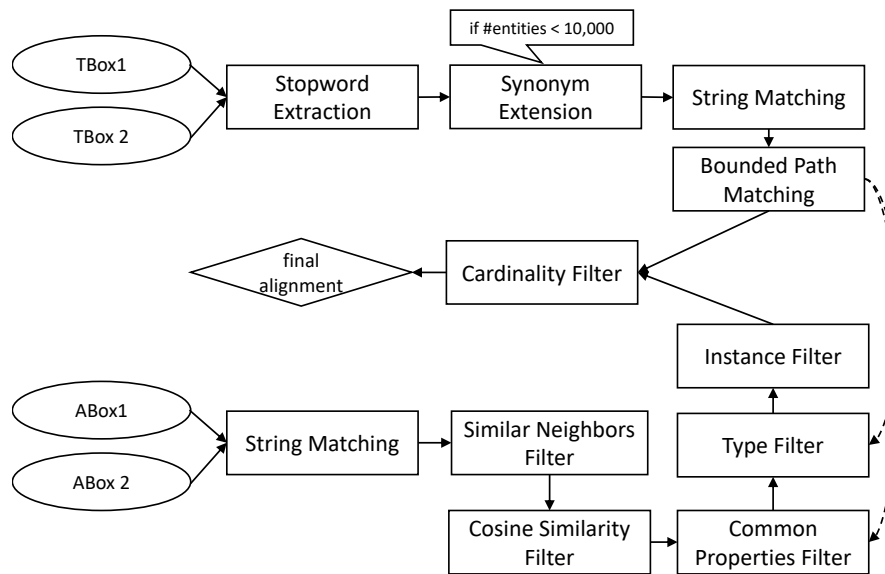 if #entities < 10,000
TBox1
TBox 2
Stopword
Extraction
Synonym
Extension
String Matching
Bounded Path
Matching
final
alignment
Cardinality Filter
Instance Filter
ABox1
ABox 2
String Matching
Similar Neighbors
Filter
Type Filter
Cosine Similarity
Filter
Common
Properties Filter